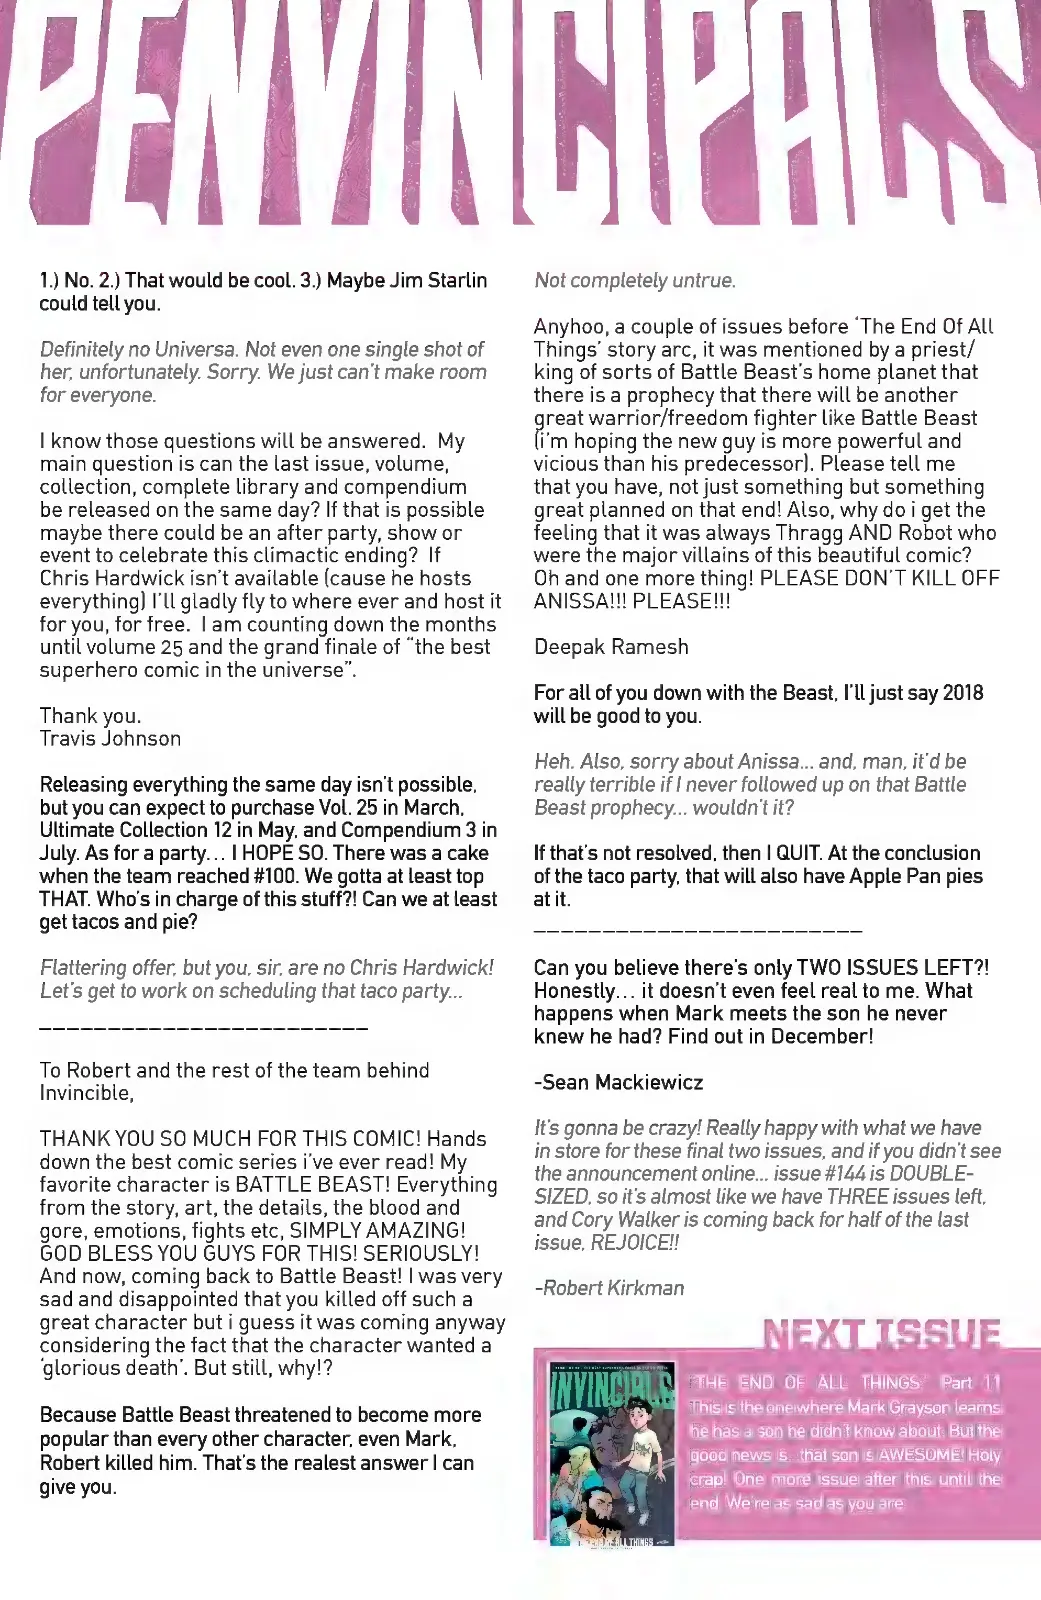 PENVINCIPALS
1.) No. 2.) That would be cool. 3.) Maybe Jim Starlin
could tell you.
Definitely no Universa. Not even one single shot of
her, unfortunately. Sorry. We just can't make room
for everyone.
I know those questions will be answered.  My
main question is can the last issue, volume,
collection, complete library and compendium
be released on the same day? If that is possible
maybe there could be an after party, show or
event to celebrate this climactic ending?  If
Chris Hardwick isn't available (cause he hosts
everything) I'll gladly fly to where ever and host it
for you, for free.  I am counting down the months
until volume 25 and the grand finale of "the best
superhero comic in the universe".
Thank you.
Travis Johnson
Releasing everything the same day isn't possible,
but you can expect to purchase Vol. 25 in March,
Ultimate Collection 12 in May, and Compendium 3 in
July. As for a party... I HOPE SO. There was a cake
when the team reached #100. We gotta at least top
THAT. Who's in charge of this stuff?! Can we at least
get tacos and pie?
Flattering offer, but you, sir, are no Chris Hardwick!
Let's get to work on scheduling that taco party...
________________________
To Robert and the rest of the team behind
Invincible,
THANK YOU SO MUCH FOR THIS COMIC! Hands
down the best comic series i've ever read! My
favorite character is BATTLE BEAST! Everything
from the story, art, the details, the blood and
gore, emotions, fights etc, SIMPLY AMAZING!
GOD BLESS YOU GUYS FOR THIS! SERIOUSLY!
And now, coming back to Battle Beast! I was very
sad and disappointed that you killed off such a
great character but i guess it was coming anyway
considering the fact that the character wanted a
'glorious death'. But still, why!?
Because Battle Beast threatened to become more
popular than every other character, even Mark,
Robert killed him. That's the realest answer I can
give you.
Not completely untrue.
Anyhoo, a couple of issues before 'The End Of All
Things' story arc, it was mentioned by a priest/
king of sorts of Battle Beast's home planet that
there is a prophecy that there will be another
great warrior/freedom fighter like Battle Beast
(i'm hoping the new guy is more powerful and
vicious than his predecessor). Please tell me
that you have, not just something but something
great planned on that end! Also, why do i get the
feeling that it was always Thragg AND Robot who
were the major villains of this beautiful comic?
Oh and one more thing! PLEASE DON'T KILL OFF
ANISSA!!! PLEASE!!!
Deepak Ramesh
For all of you down with the Beast, I'll just say 2018
will be good to you.
Heh. Also, sorry about Anissa... and, man, it'd be
really terrible if I never followed up on that Battle
Beast prophecy... wouldn't it?
If that's not resolved, then I QUIT. At the conclusion
of the taco party, that will also have Apple Pan pies
at it.
________________________
Can you believe there's only TWO ISSUES LEFT?!
Honestly... it doesn't even feel real to me. What
happens when Mark meets the son he never
knew he had? Find out in December!
-Sean Mackiewicz
It's gonna be crazy! Really happy with what we have
in store for these final two issues, and if you didn't see
the announcement online... issue #144 is DOUBLE-
SIZED, so it's almost like we have THREE issues left,
and Cory Walker is coming back for half of the last
issue, REJOICE!!
-Robert Kirkman
NEXT ISSUE
INVINCIBLE
THE END OF ALL THINGS
"THE END OF ALL THINGS," Part 11
This is the one where Mark Grayson learns
he has a son he didn't know about. But the
good news is...that son is AWESOME! Holy
crap! One more issue after this until the
end. We're as sad as you are.